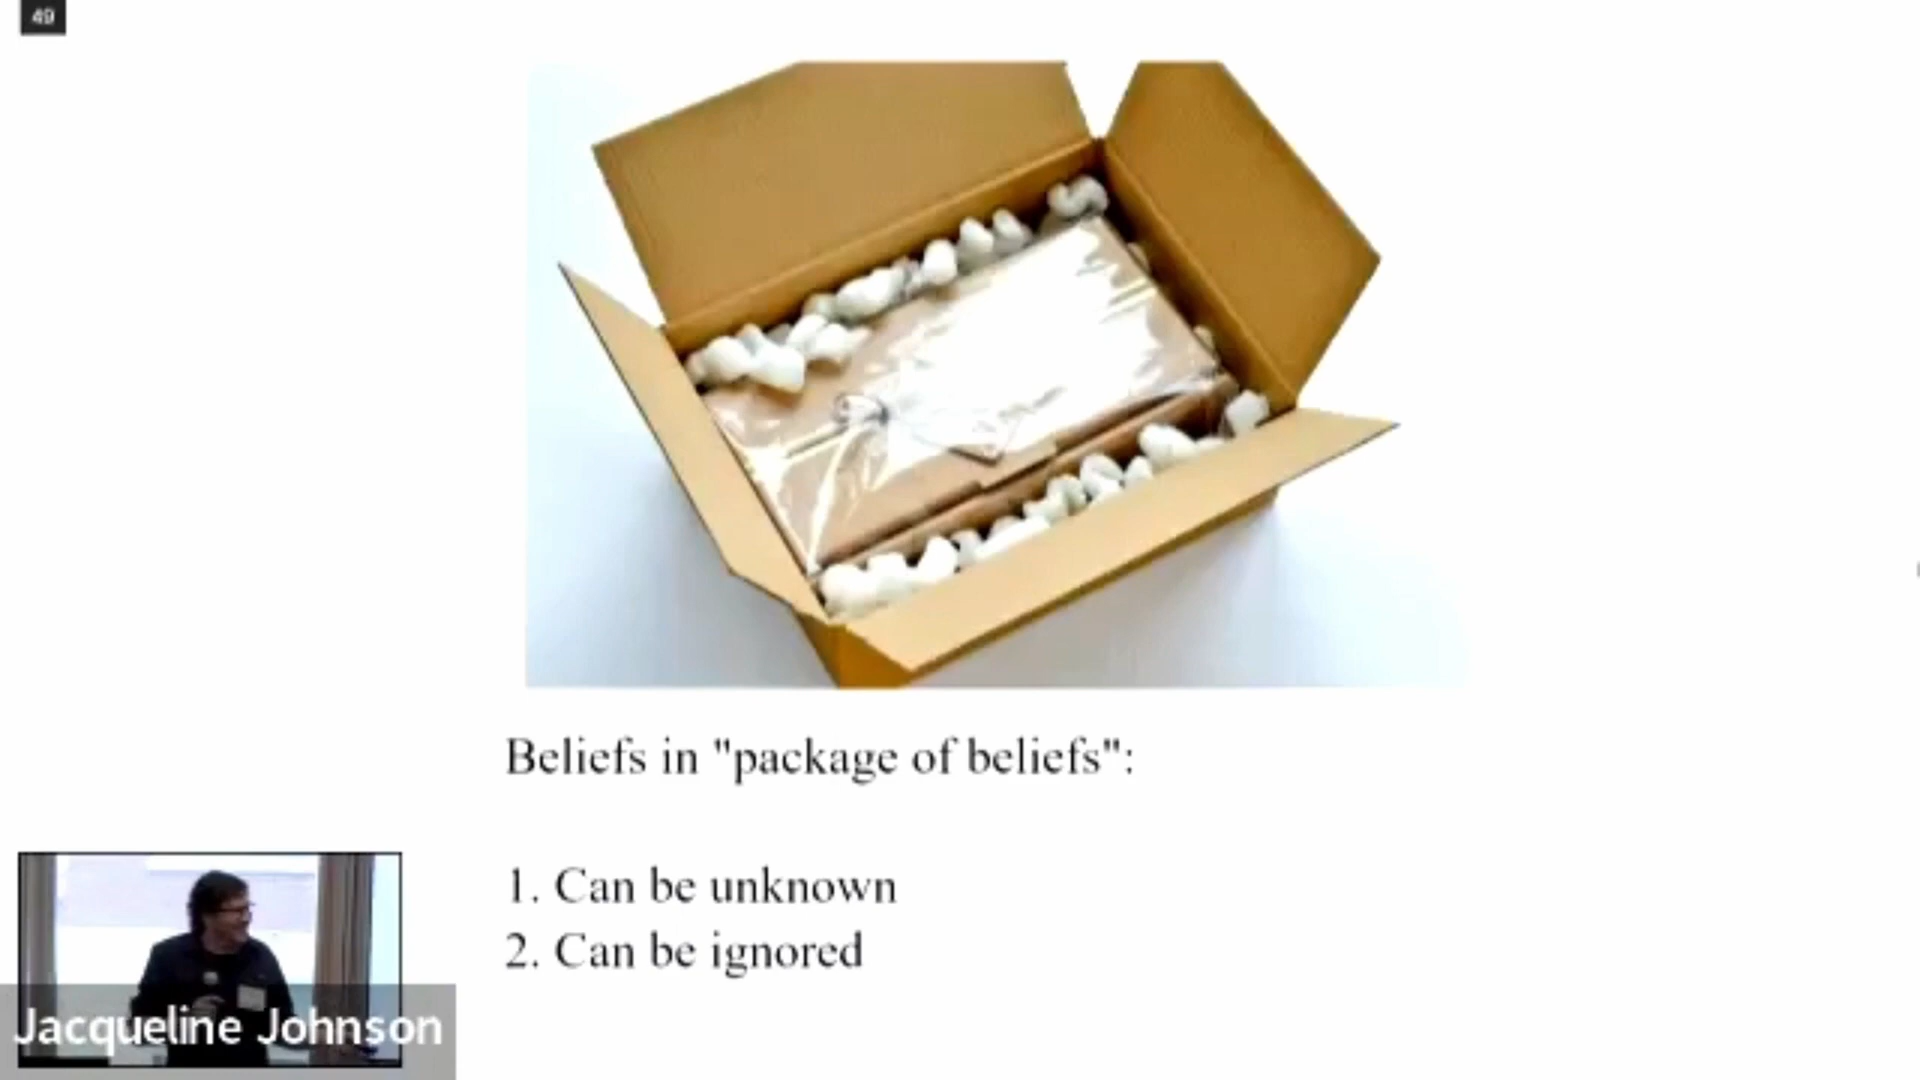 49
Beliefs in "package of beliefs":
1. Can be unknown
2. Can be ignored
Jacqueline Johnson